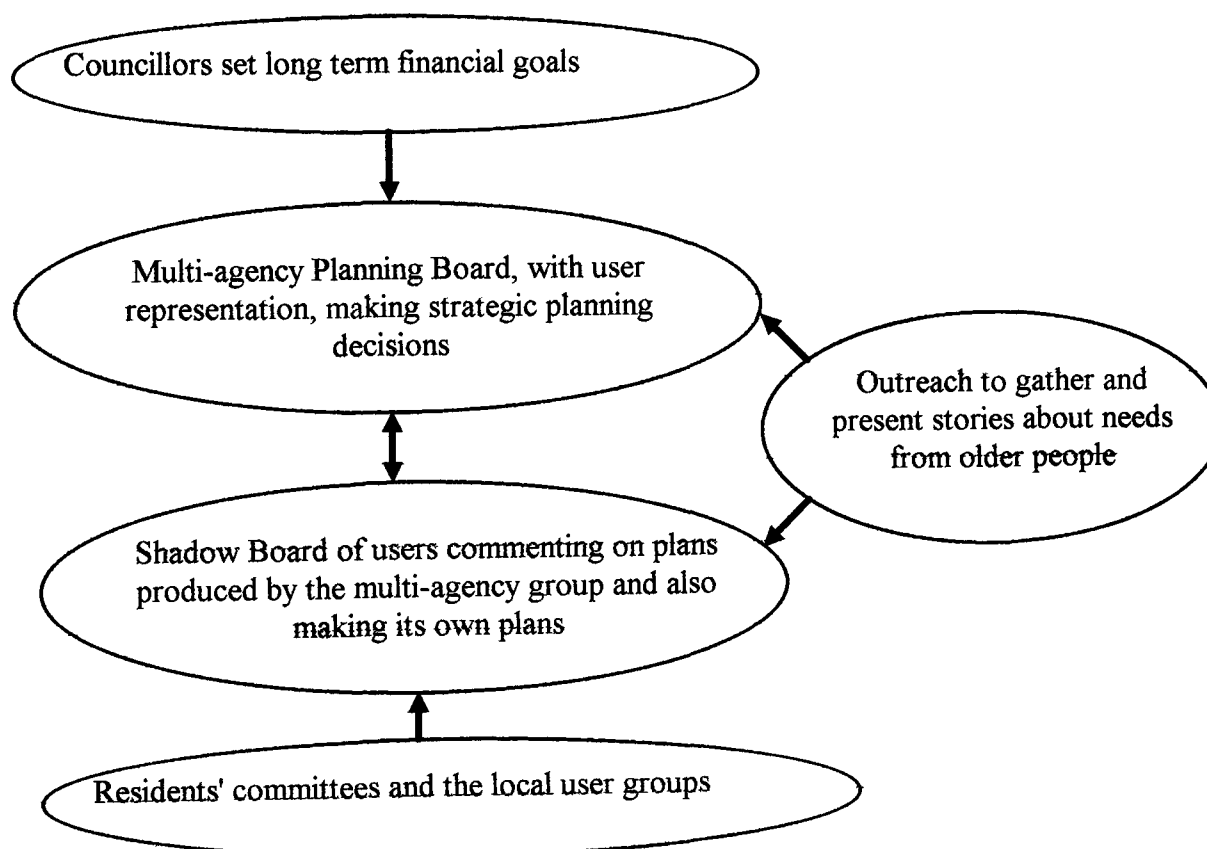 Councillors set long term financial goals
Multi-agency Planning Board, with user
representation, making strategic planning
decisions
Outreach to gather and
present stories about needs
from older people
Shadow Board of users commenting on plans
produced by the multi-agency group and also
making its own plans
Residents' committees and the local user groups